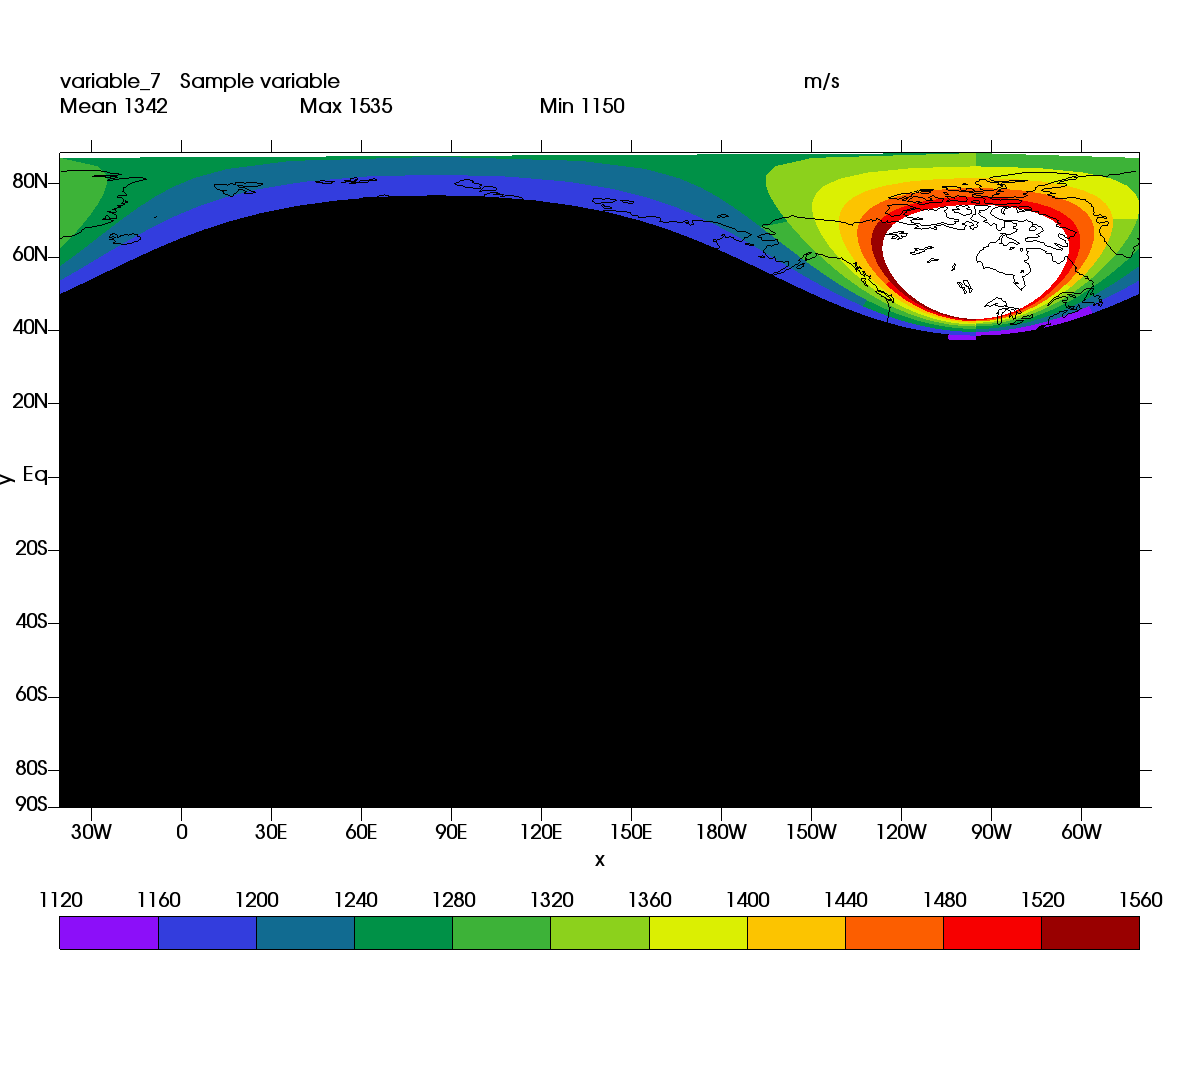 variable_7 Sample variable m/s
Mean 1342 Max 1535 Min 1150
80N
60N
40N
20N
Eq
y
20S
40S
60S
80S
90S
30W 0 30E 60E 90E 120E 150E 180W 150W 120W 90W 60W
x
1120 1160 1200 1240 1280 1320 1360 1400 1440 1480 1520 1560